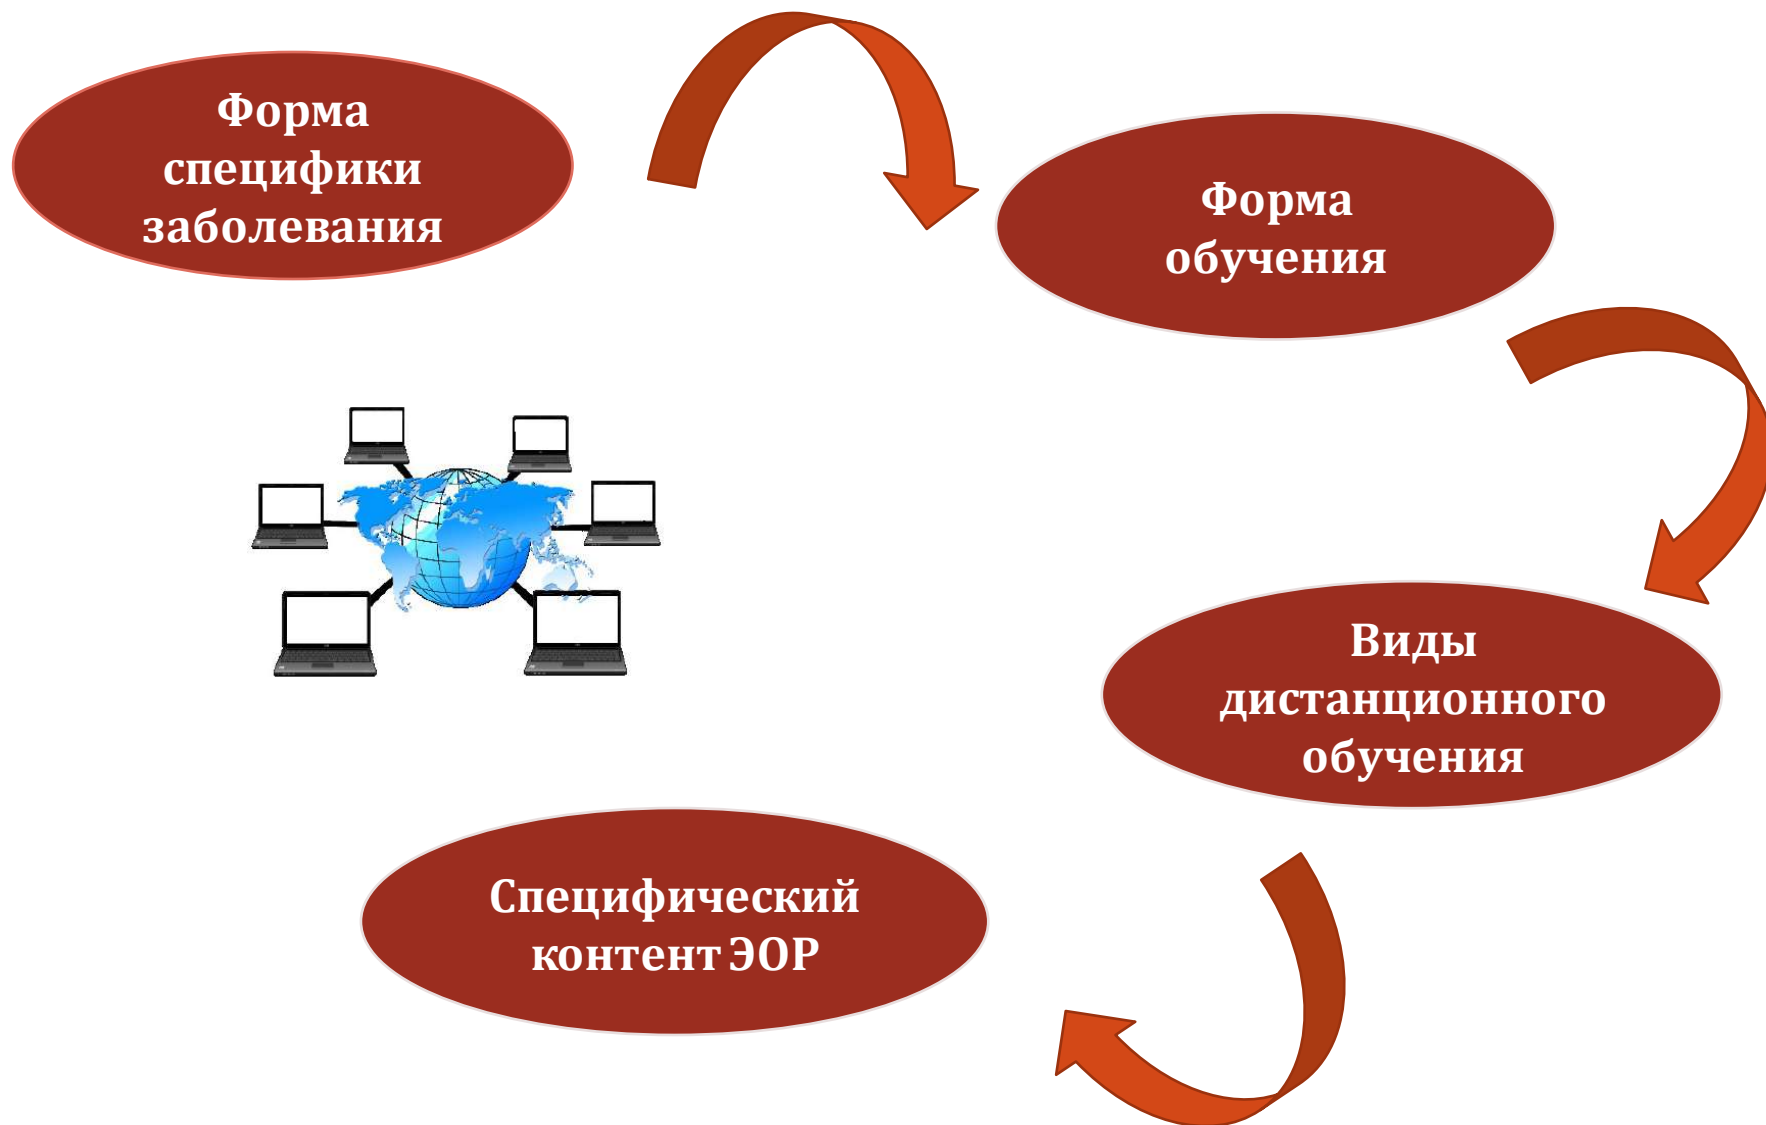 Форма
специфики
заболевания
Форма
обучения
Виды
дистанционного
обучения
Специфический
контент ЭОР